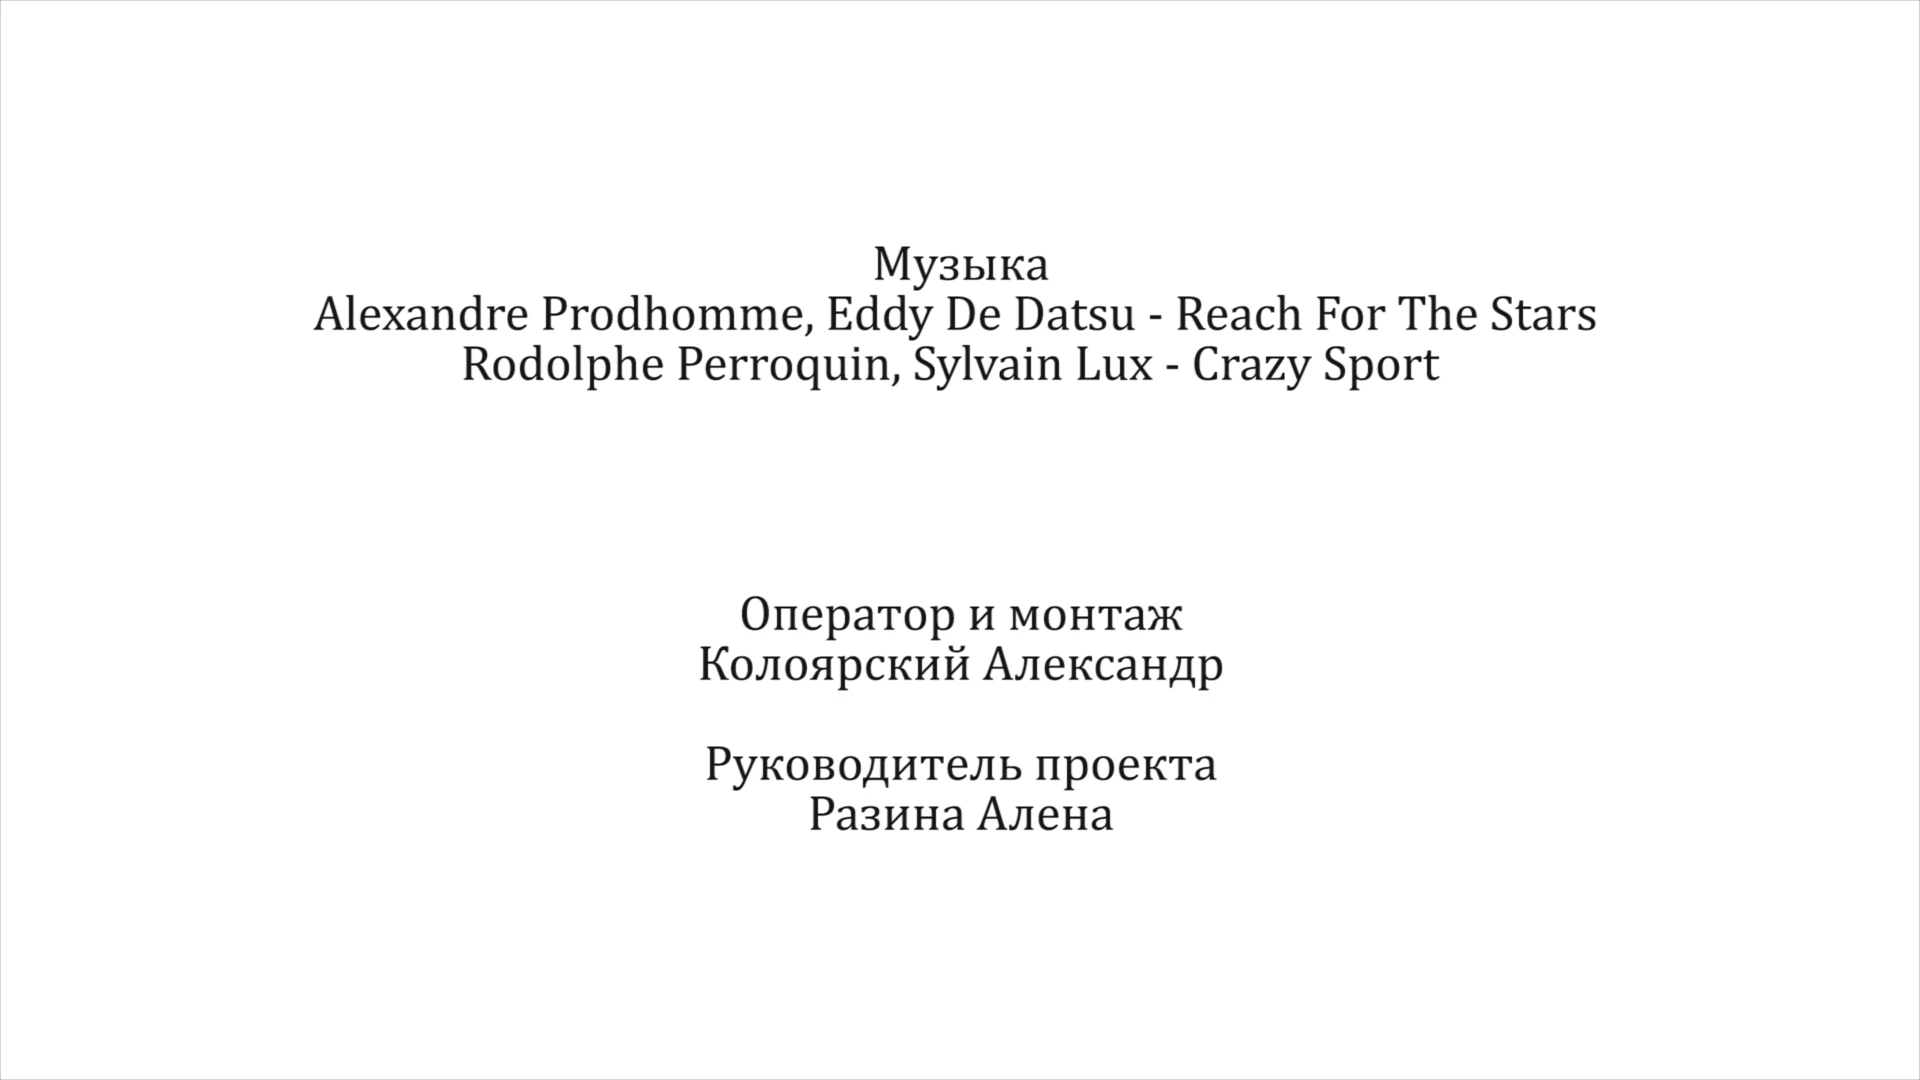 Музыка
Alexandre Prodhomme, Eddy De Datsu - Reach For The Stars
Rodolphe Perroquin, Sylvain Lux - Crazy Sport
Оператор и монтаж
Колоярский Александр
Руководитель проекта
Разина Алена